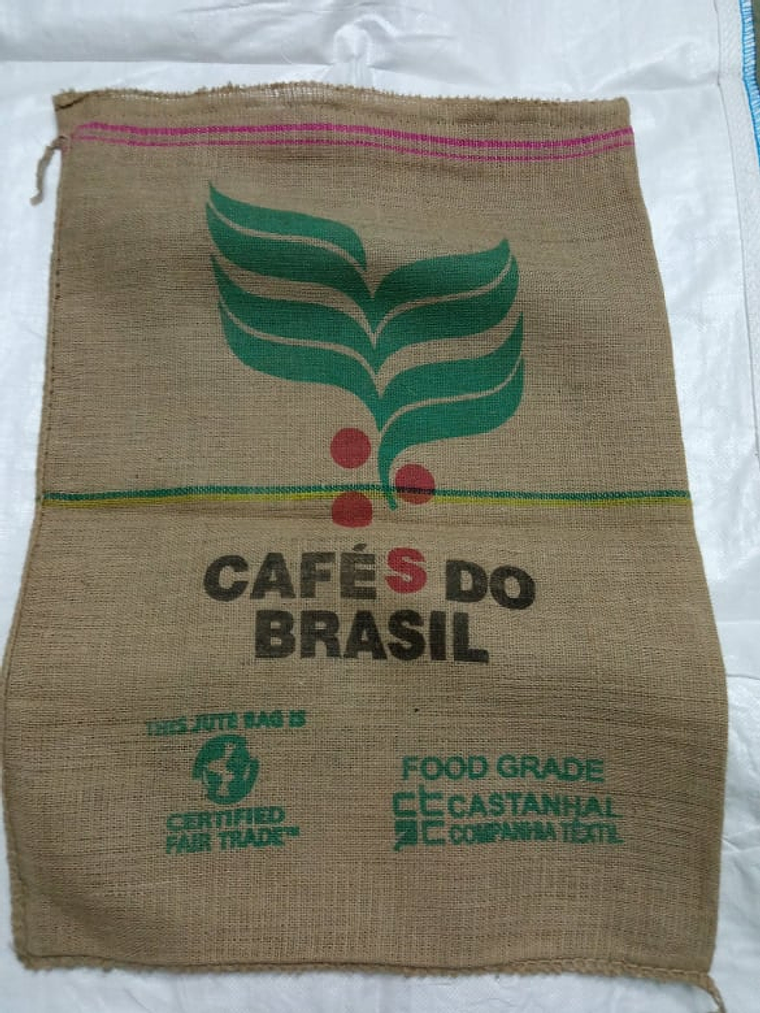 CAFÉS DO
BRASIL
THIS JUTE BAG IS
CERTIFIED
FAIR TRADE™
FOOD GRADE
CASTANHAL
COMPANHIA TÊXTIL